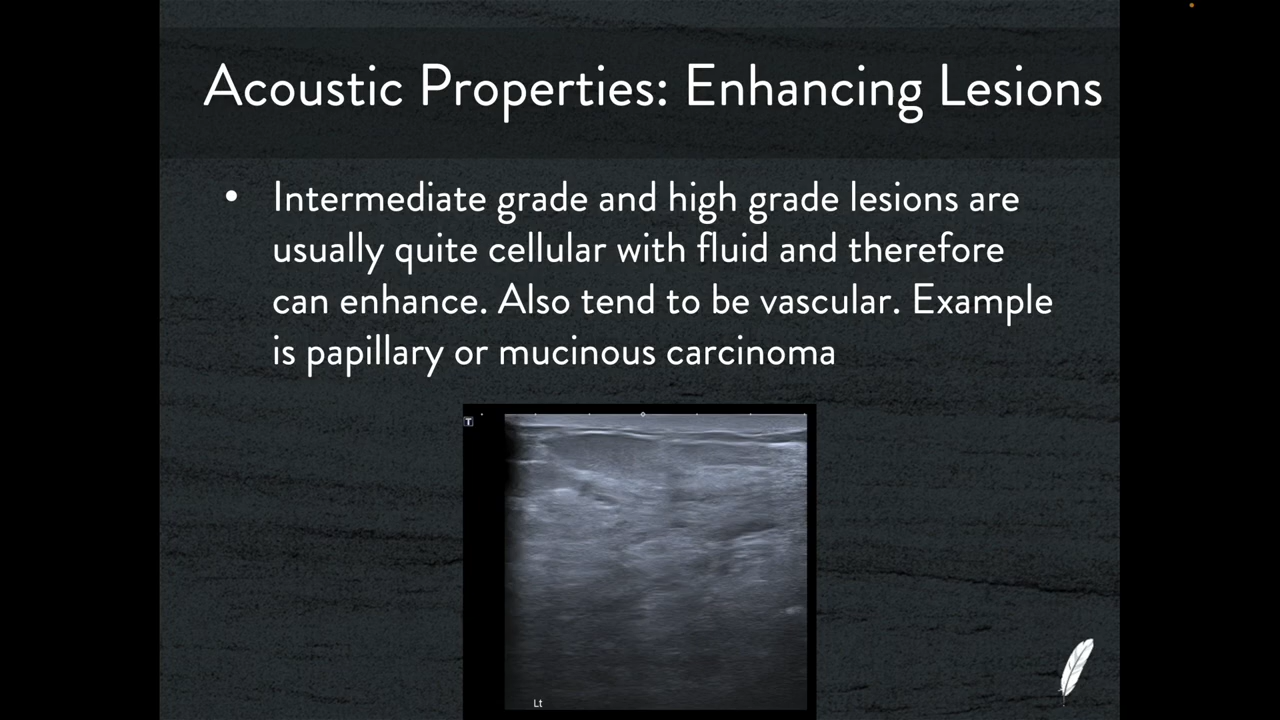 Acoustic Properties: Enhancing Lesions
• Intermediate grade and high grade lesions are
usually quite cellular with fluid and therefore
can enhance. Also tend to be vascular. Example
is papillary or mucinous carcinoma
T
Lt